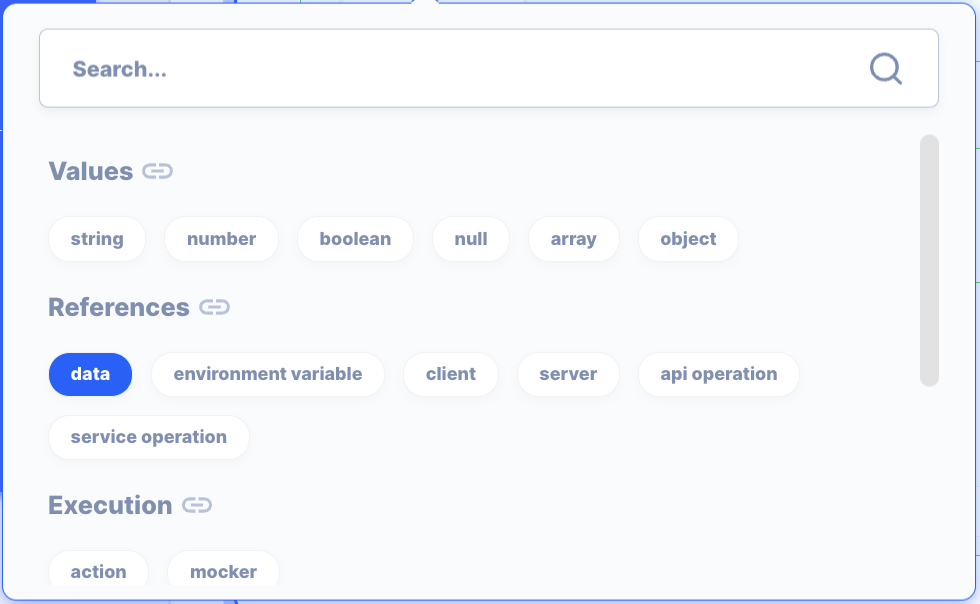 Search...
Values
string number boolean null array object
References
data environment variable client server api operation
service operation
Execution
action mocker